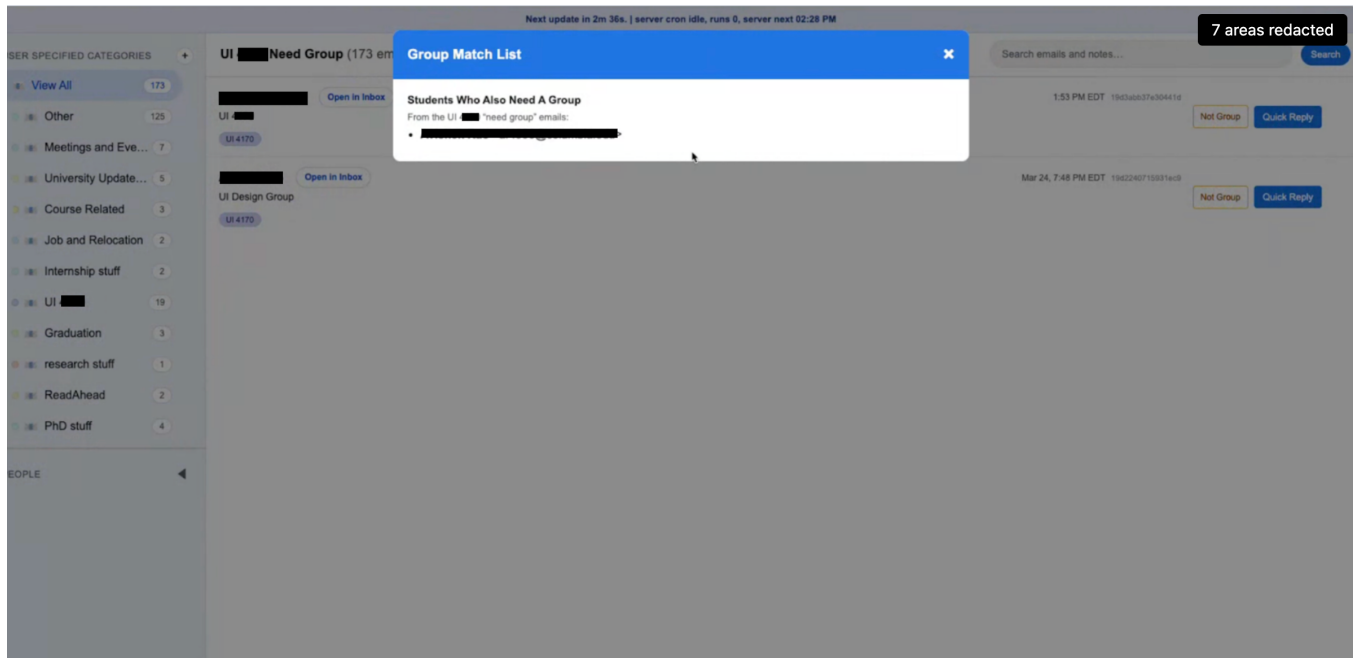 Next update in 2m 36s. | server cron idle, runs 0, server next 02:28 PM
7 areas redacted
SER SPECIFIED CATEGORIES +
View All 173
Other 125
Meetings and Eve... 7
University Update... 5
Course Related 3
Job and Relocation 2
Internship stuff 2
UI 19
Graduation 3
research stuff 1
ReadAhead 2
PhD stuff 4
EOPLE
UI Need Group (173 em
Search emails and notes...
Search
Group Match List
Students Who Also Need A Group
From the UI "need group" emails:
Open in Inbox
UI
UI 4170
1:53 PM EDT
Not Group
Quick Reply
Open in Inbox
UI Design Group
UI 4170
Mar 24, 7:48 PM EDT
Not Group
Quick Reply